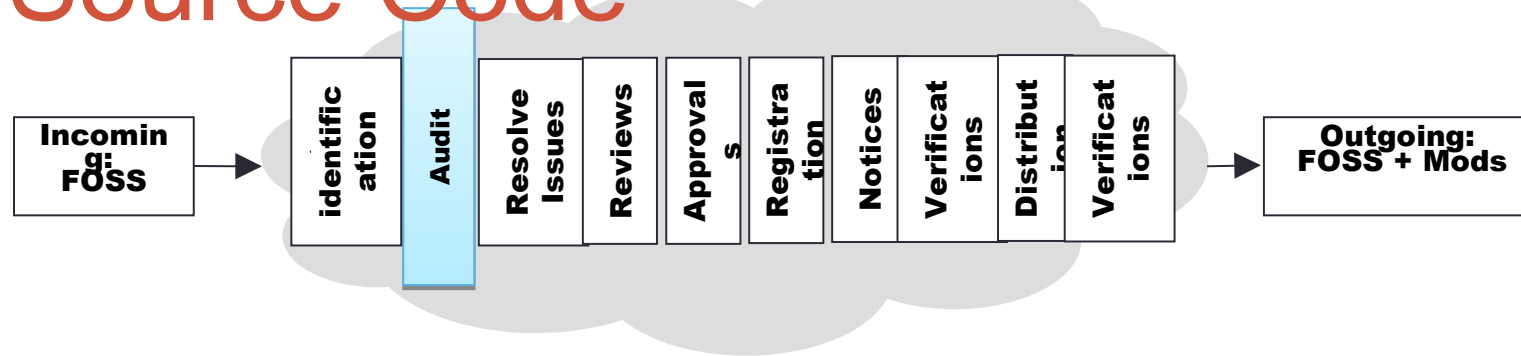 Source Code
Incomin
g:
FOSS
identific
ation
Audit
Resolve
Issues
Reviews
Approval
s
Registra
tion
Notices
Verificat
ions
Distribut
ion
Verificat
ions
Outgoing:
FOSS + Mods